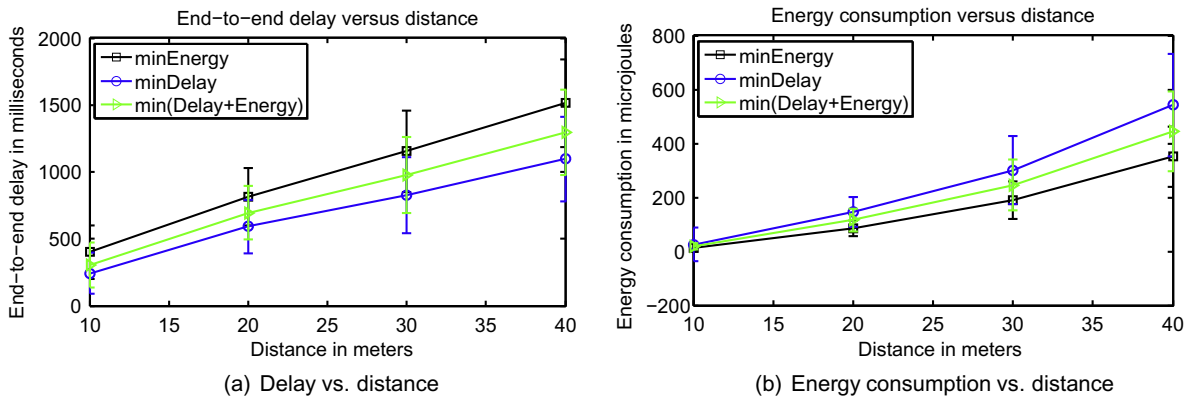 End−to−end delay versus distance
End−to−end delay in milliseconds
2000
1500
1000
500
0
minEnergy
minDelay
min(Delay+Energy)
10 15 20 25 30 35 40
Distance in meters
(a) Delay vs. distance
Energy consumption versus distance
Energy consumption in microjoules
800
600
400
200
0
−200
minEnergy
minDelay
min(Delay+Energy)
10 15 20 25 30 35 40
Distance in meters
(b) Energy consumption vs. distance